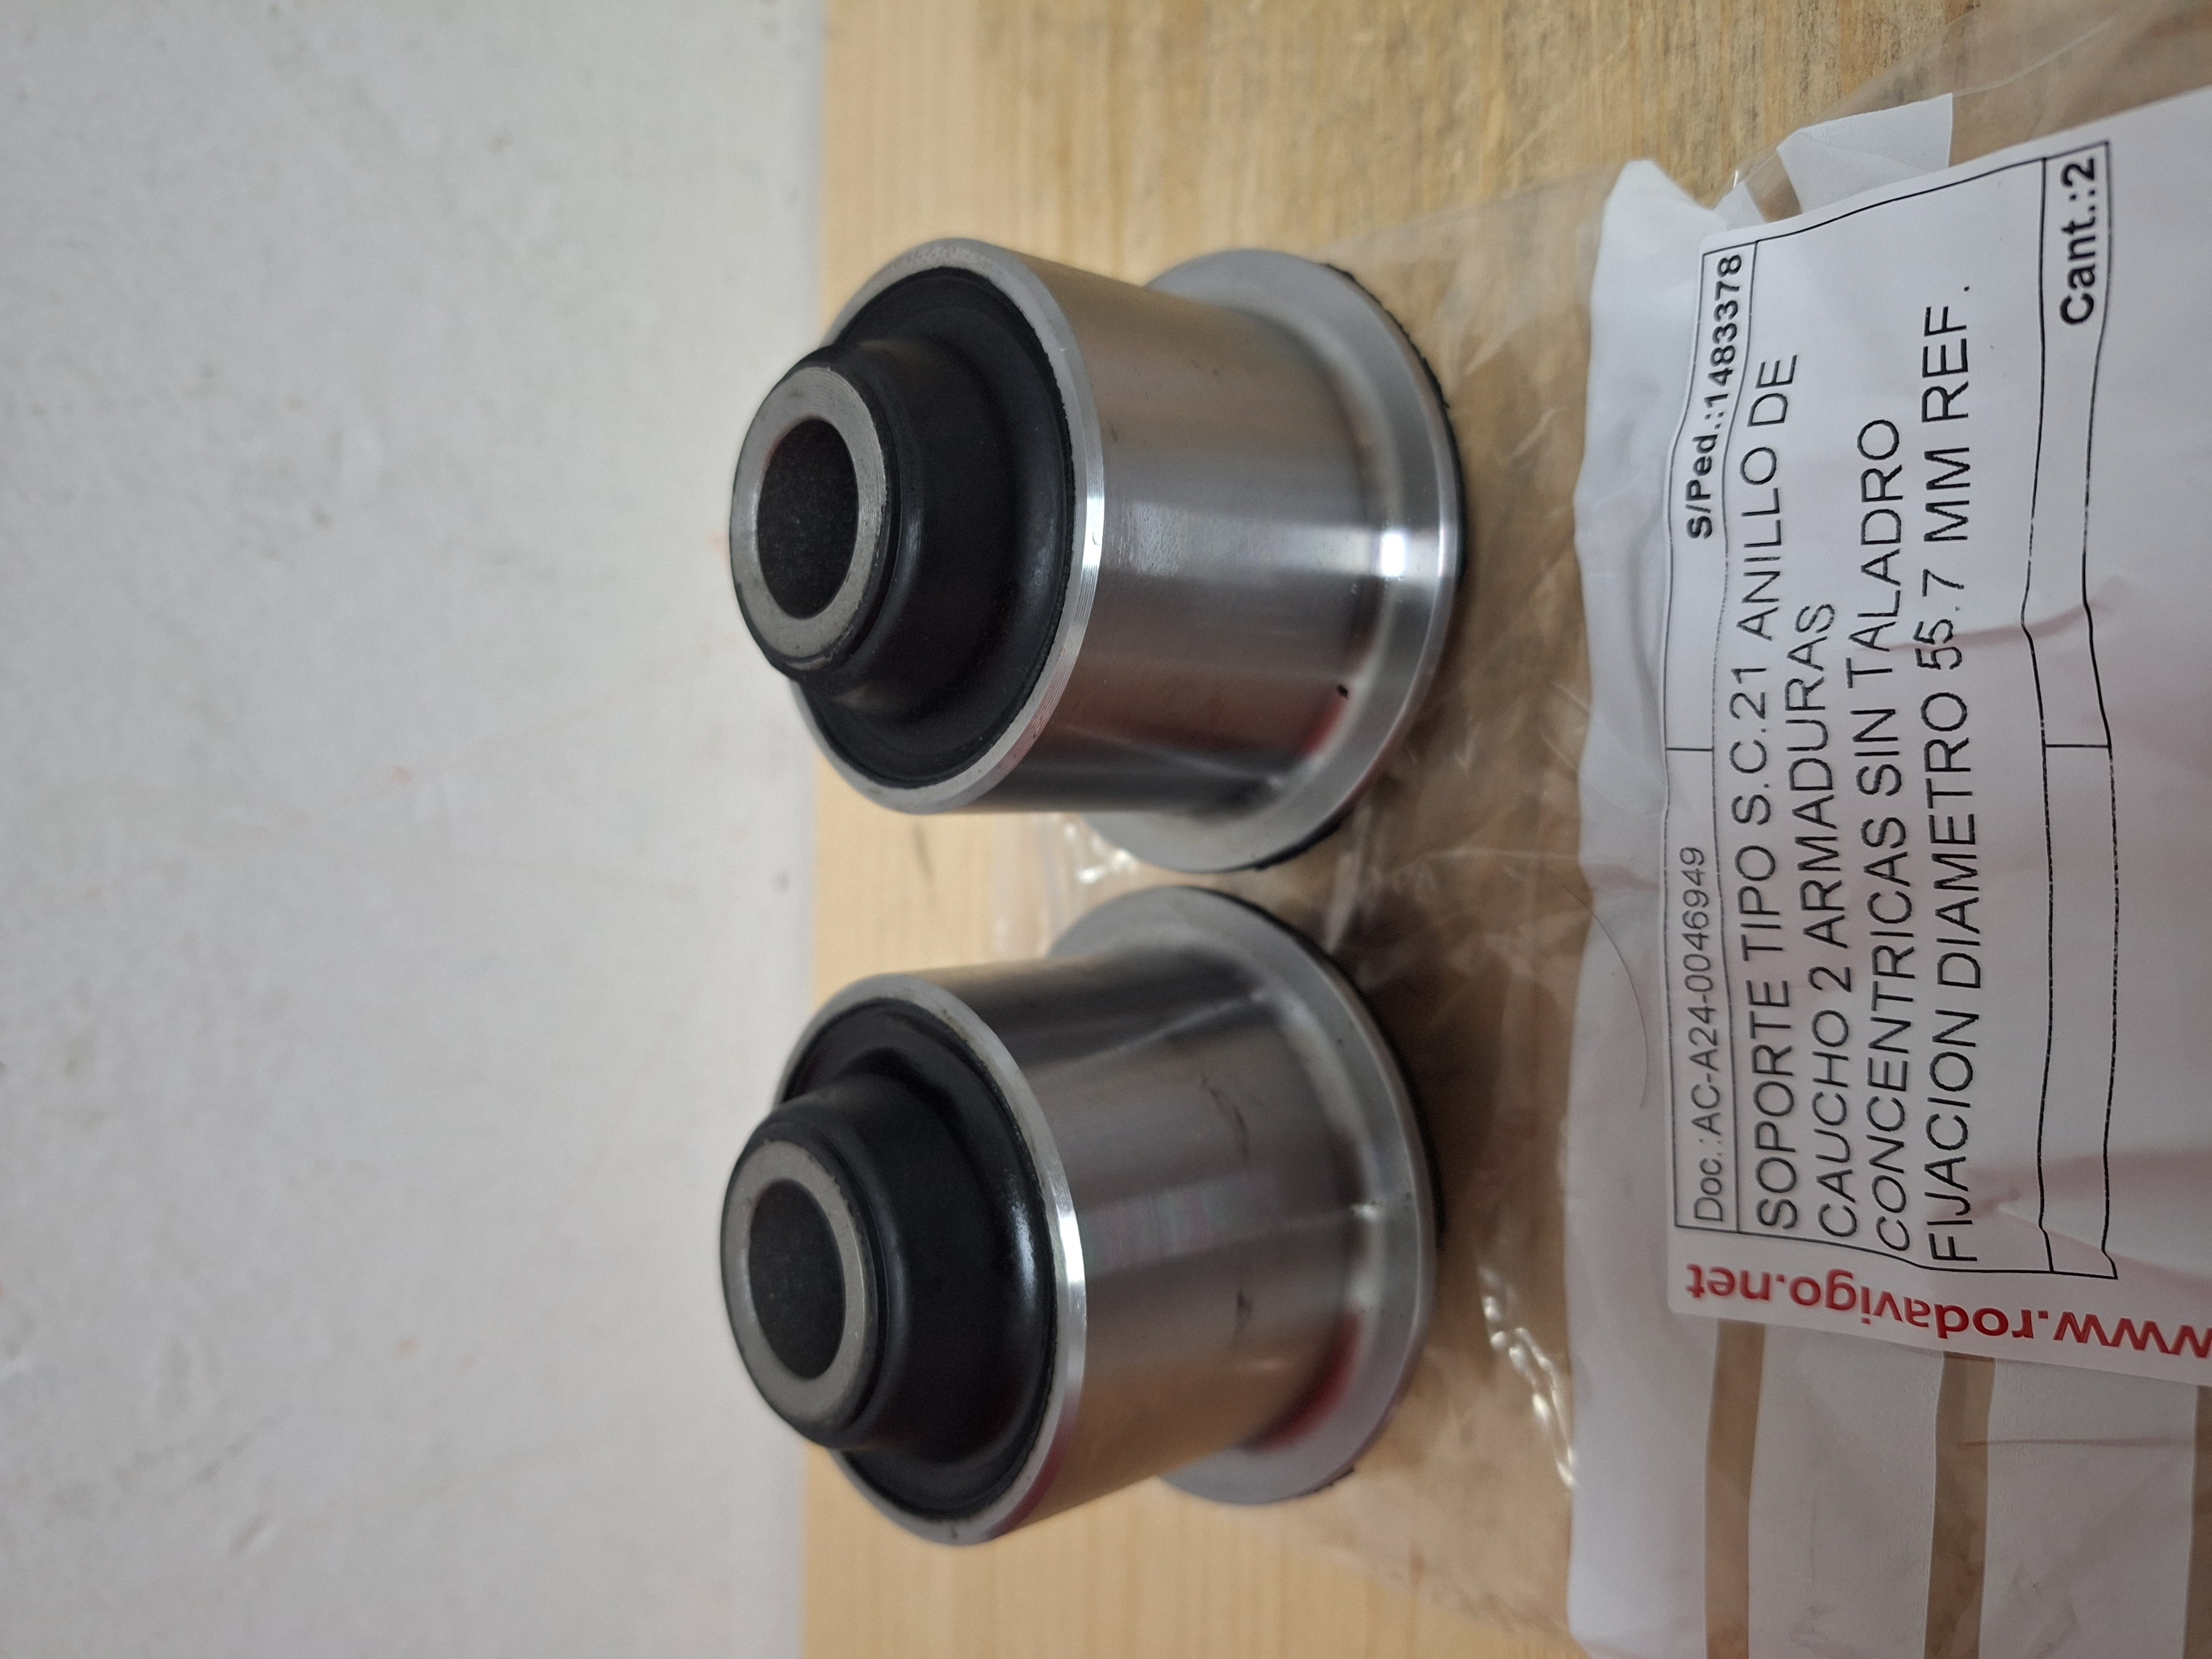 Doc.:AC-A24-0046949 S/Ped.:1483378
SOPORTE TIPO S.C.21 ANILLO DE
CAUCHO 2 ARMADURAS
CONCENTRICAS SIN TALADRO
FIJACION DIAMETRO 55.7 MM REF.
Cant.:2
www.rodavigo.net